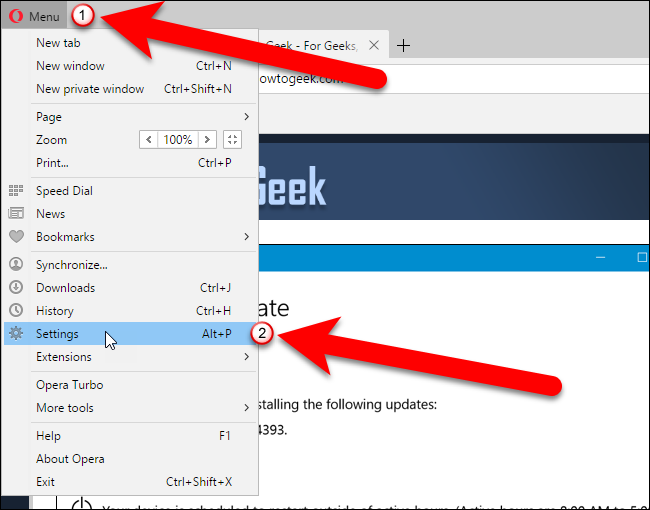 Menu
1
New tab
Geek - For Geeks,
New window Ctrl+N
owtogeek.com
New private window Ctrl+Shift+N
Page
Zoom 100%
Print... Ctrl+P
Speed Dial
Geek
News
Bookmarks
Synchronize...
Downloads Ctrl+J
History Ctrl+H
ate
Settings Alt+P
2
Extensions
Opera Turbo
More tools
stalling the following updates:
4393.
Help F1
About Opera
Exit Ctrl+Shift+X